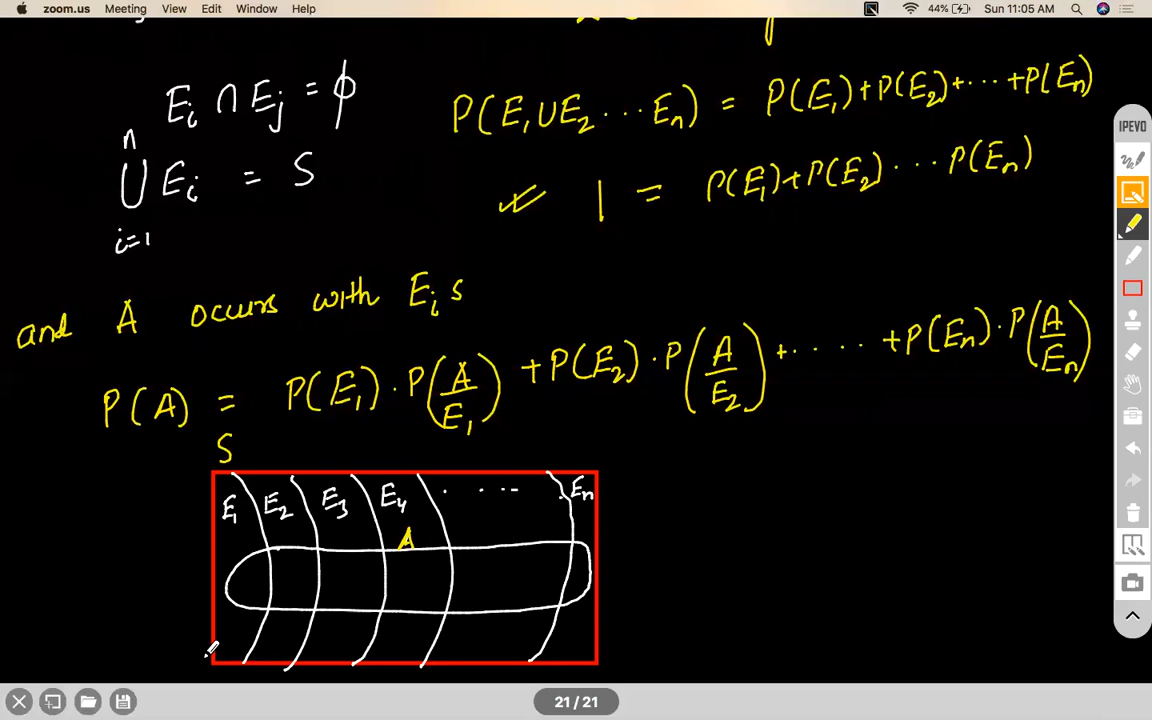 zoom.us Meeting View Edit Window Help 44% Sun 11:05 AM
Ei ∩ Ej = ϕ
P(E1 ∪ E2 ... En) = P(E1) + P(E2) + ... + P(En)
n
∪ Ei = S
i=1
1 = P(E1) + P(E2) ... P(En)
and A occurs with Ei s
P(A) = P(E1) · P(A/E1) + P(E2) · P(A/E2) + ..... + P(En) · P(A/En)
S
E1 E2 E3 E4 .... En
A
IPEVO
21 / 21